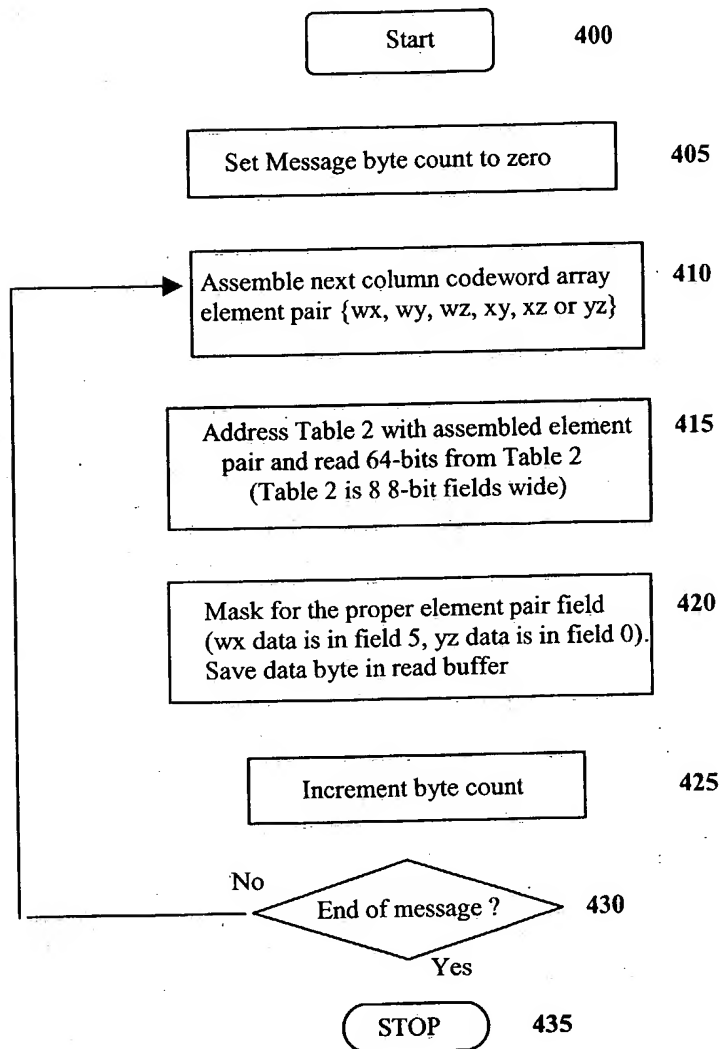 Start 400
Set Message byte count to zero 405
Assemble next column codeword array 410
element pair {wx, wy, wz, xy, xz or yz}
Address Table 2 with assembled element 415
pair and read 64-bits from Table 2
(Table 2 is 8 8-bit fields wide)
Mask for the proper element pair field 420
(wx data is in field 5, yz data is in field 0).
Save data byte in read buffer
Increment byte count 425
No
End of message ? 430
Yes
STOP 435